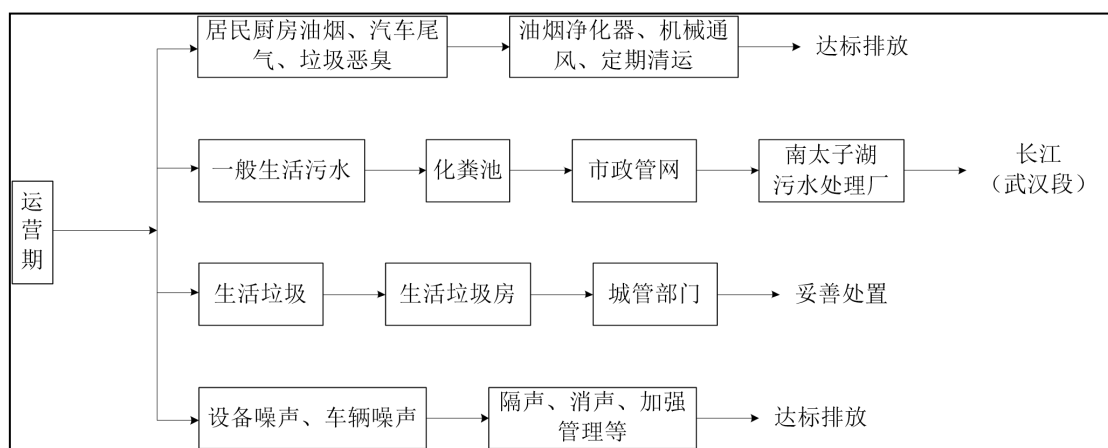 居民厨房油烟、汽车尾
气、垃圾恶臭
油烟净化器、机械通
风、定期清运
达标排放
一般生活污水
化粪池
市政管网
南太子湖
污水处理厂
长江
（武汉段）
运
营
期
生活垃圾
生活垃圾房
城管部门
妥善处置
设备噪声、车辆噪声
隔声、消声、加强
管理等
达标排放